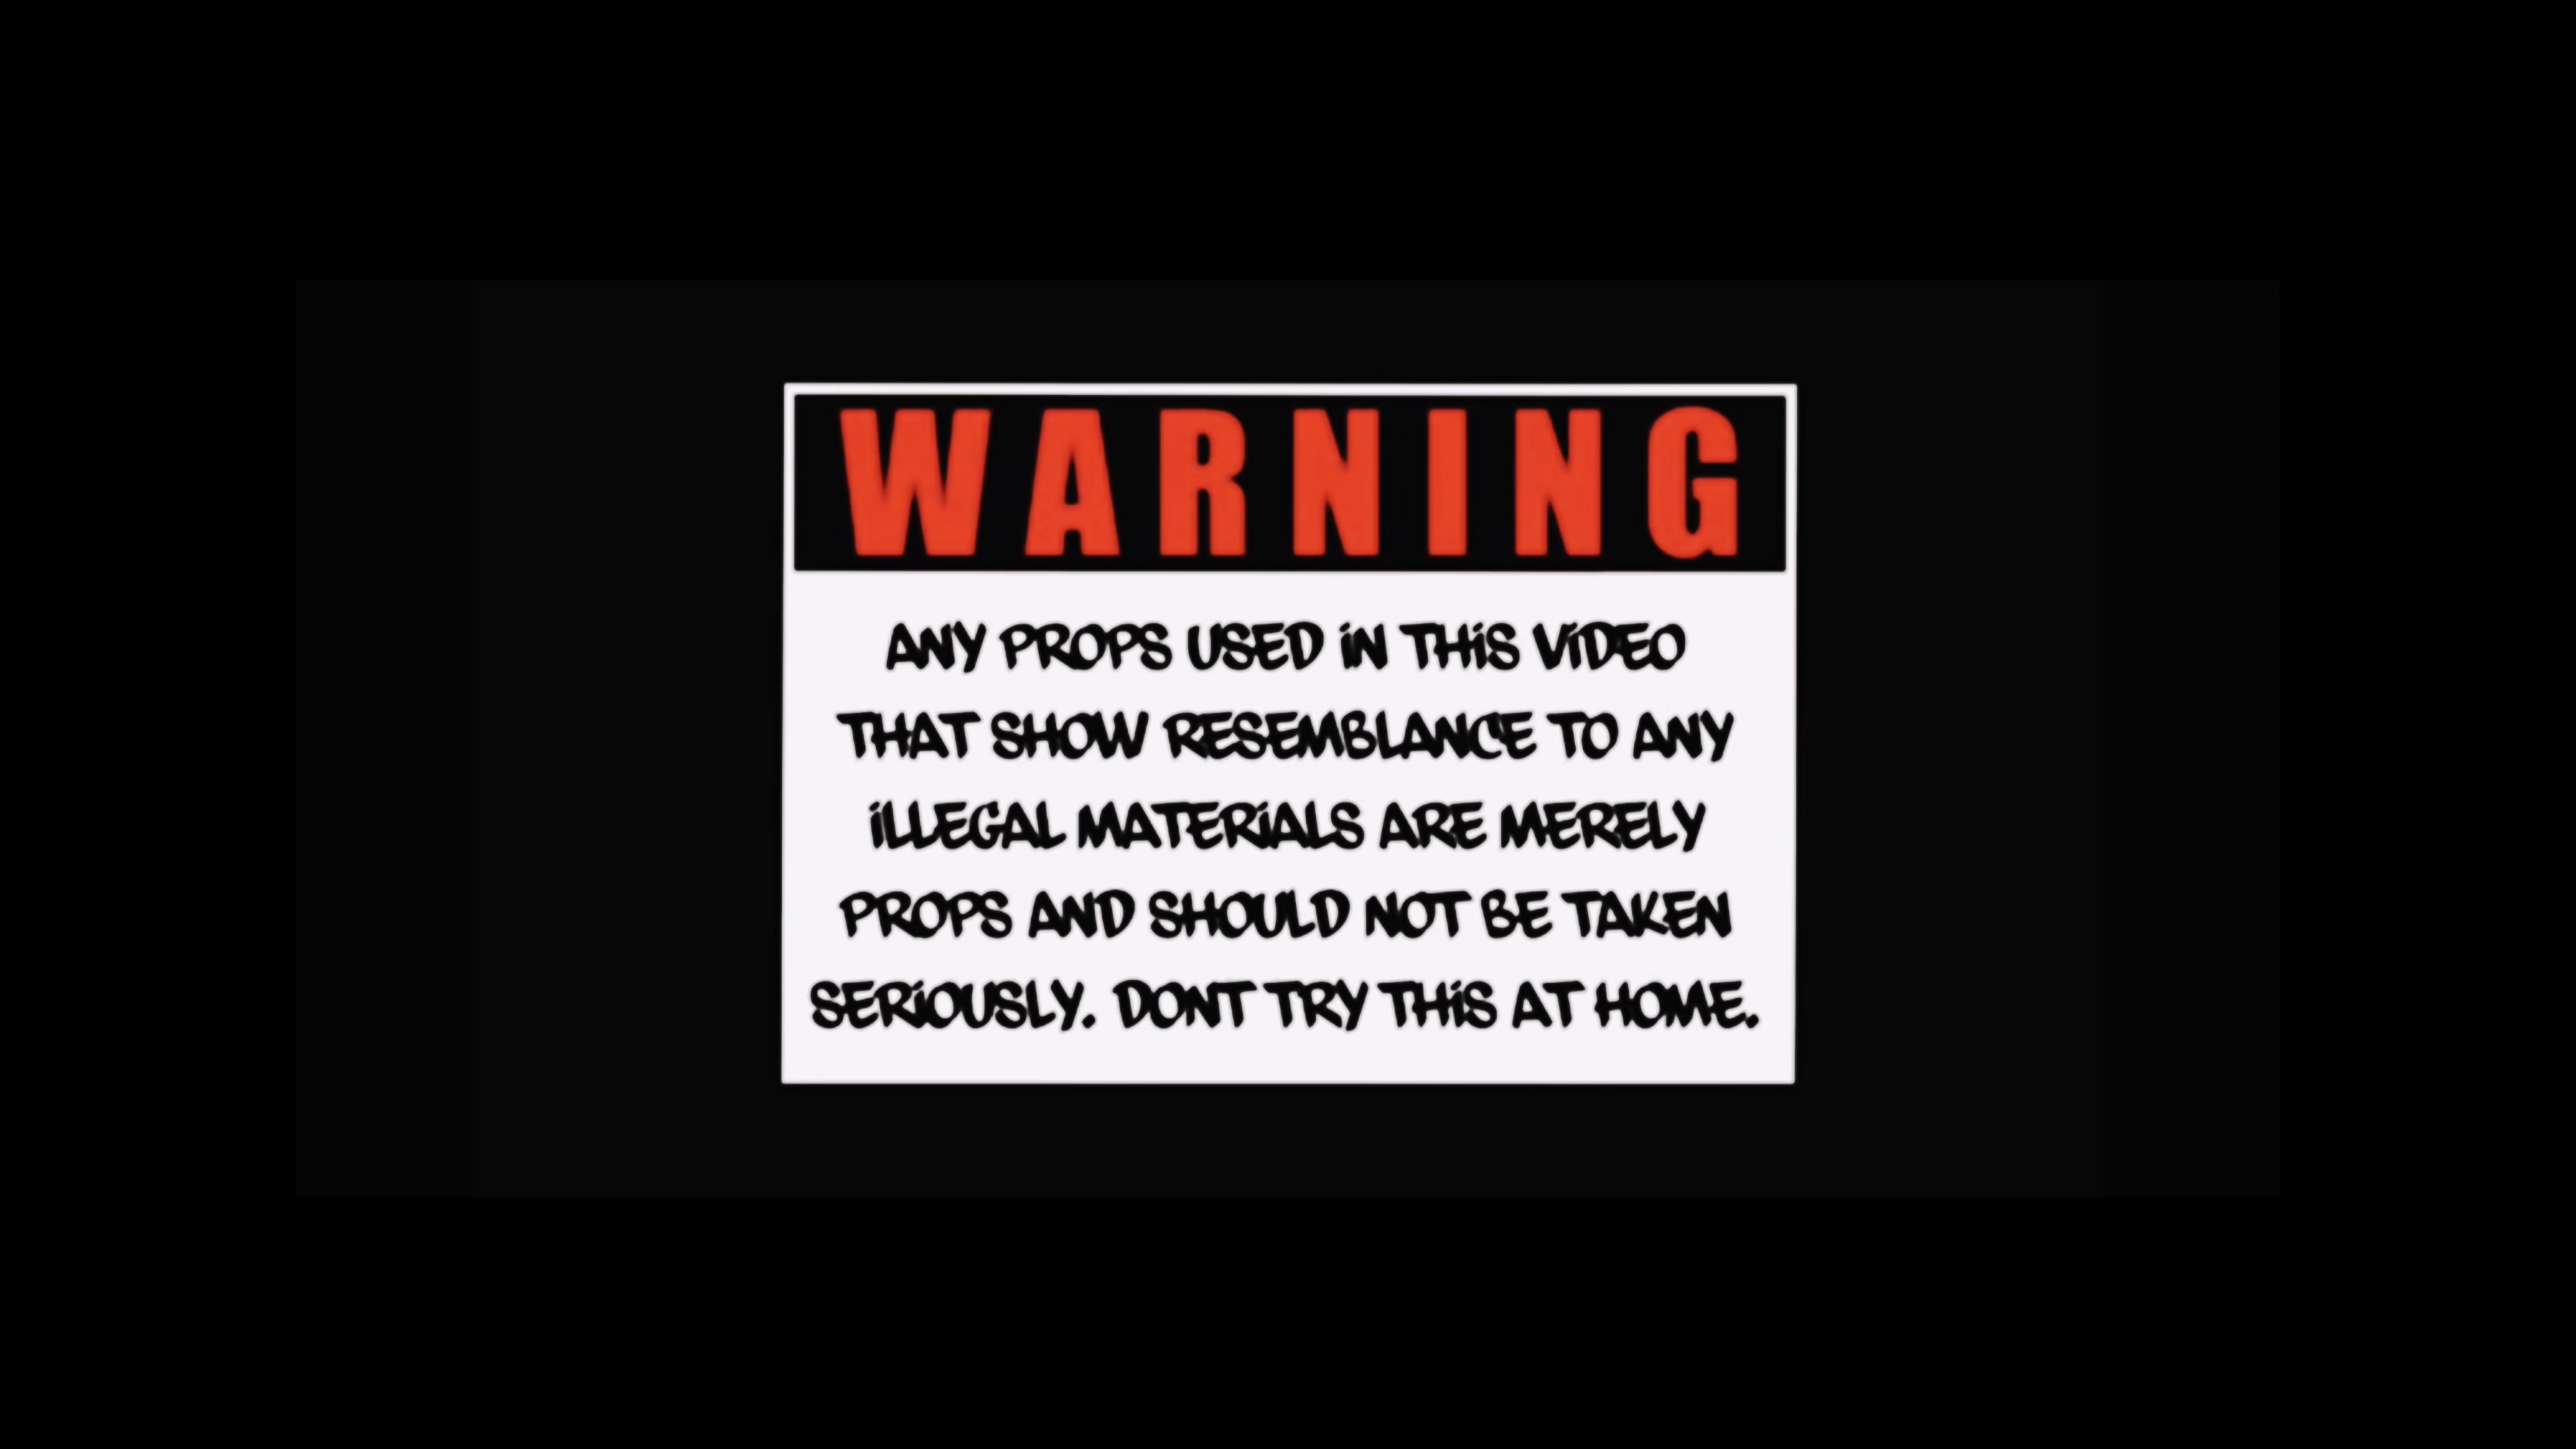 WARNING
ANY PROPS USED iN THiS ViDEO
THAT SHOW RESEMBLANCE TO ANY
iLLEGAL MATERiALS ARE MERELY
PROPS AND SHOULD NOT BE TAKEN
SERiOUSLY. DONT TRY THiS AT HOME.